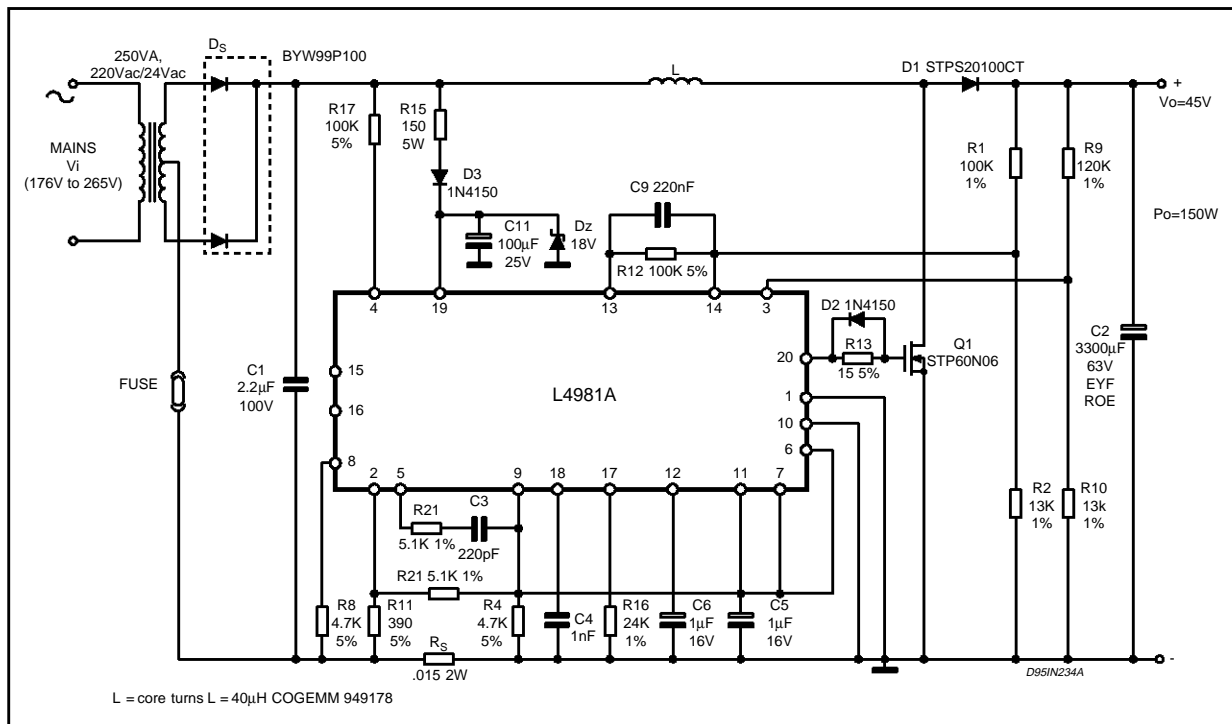 D_S
BYW99P100
250VA,
220Vac/24Vac
MAINS
Vi
(176V to 265V)
FUSE
C1
2.2µF
100V
R17
100K
5%
R15
150
5W
D3
1N4150
C11
100µF
25V
Dz
18V
C9 220nF
R12 100K 5%
L
D1 STPS20100CT
+
Vo=45V
R1
100K
1%
R9
120K
1%
Po=150W
4
19
13
14
3
15
16
8
L4981A
20
1
10
6
D2 1N4150
R13
15 5%
Q1
STP60N06
C2
3300µF
63V
EYF
ROE
2
5
9
18
17
12
11
7
R21
5.1K 1%
C3
220pF
R21 5.1K 1%
R8
4.7K
5%
R11
390
5%
R_S
.015 2W
R4
4.7K
5%
C4
1nF
R16
24K
1%
C6
1µF
16V
C5
1µF
16V
R2
13K
1%
R10
13k
1%
-
D95IN234A
L = core turns L = 40µH COGEMM 949178